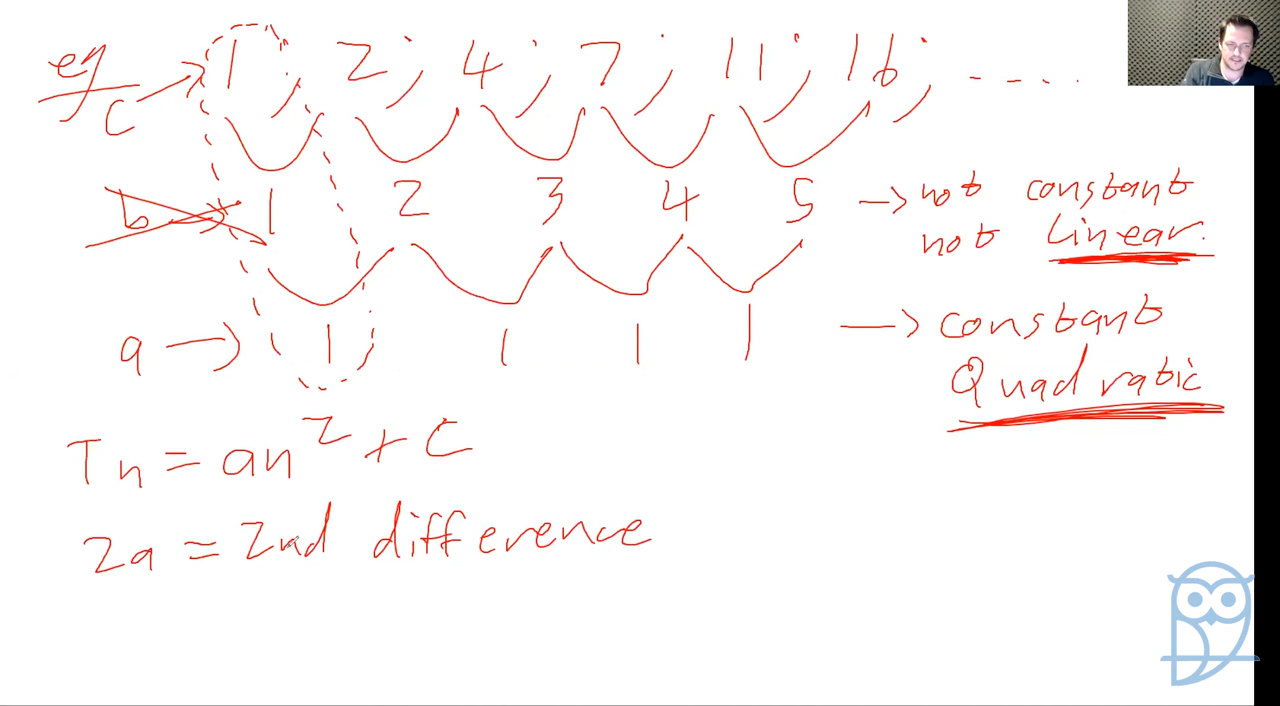 eg 1 ; 2 ; 4 ; 7 ; 11 ; 16 ; ....
c →
b → 1 2 3 4 5 → not constant
not linear.
a → 1 1 1 1 → constant
Quadratic
Tn = an² + c
2a = 2nd difference